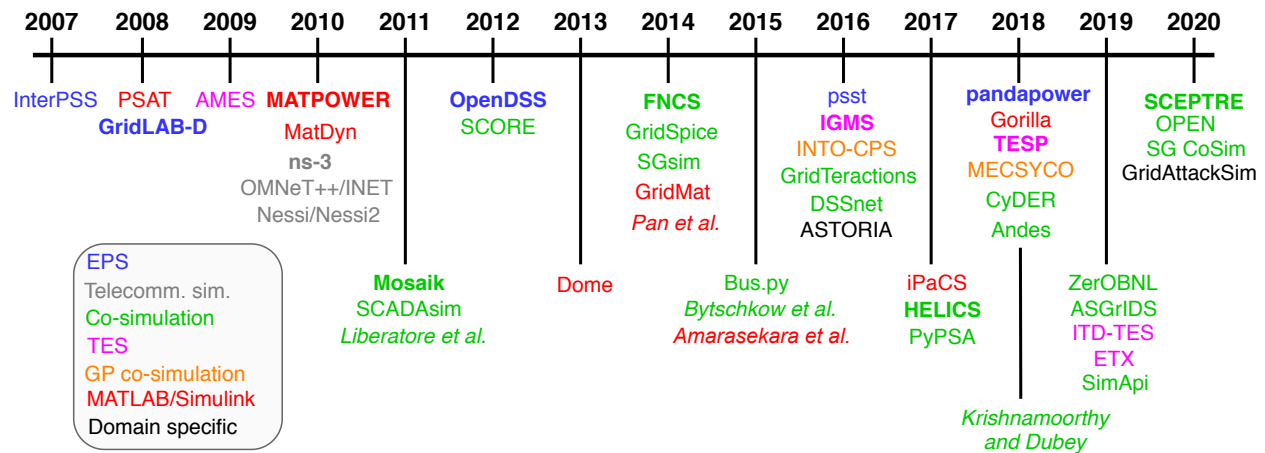 2007 2008 2009 2010 2011 2012 2013 2014 2015 2016 2017 2018 2019 2020
InterPSS
PSAT
GridLAB-D
AMES
MATPOWER
MatDyn
ns-3
OMNeT++/INET
Nessi/Nessi2
Mosaik
SCADAsim
Liberatore et al.
OpenDSS
SCORE
Dome
FNCS
GridSpice
SGsim
GridMat
Pan et al.
Bus.py
Bytschkow et al.
Amarasekara et al.
psst
IGMS
INTO-CPS
GridTeractions
DSSnet
ASTORIA
iPaCS
HELICS
PyPSA
pandapower
Gorilla
TESP
MECSYCO
CyDER
Andes
Krishnamoorthy
and Dubey
ZerOBNL
ASGrIDS
ITD-TES
ETX
SimApi
SCEPTRE
OPEN
SG CoSim
GridAttackSim
EPS
Telecomm. sim.
Co-simulation
TES
GP co-simulation
MATLAB/Simulink
Domain specific